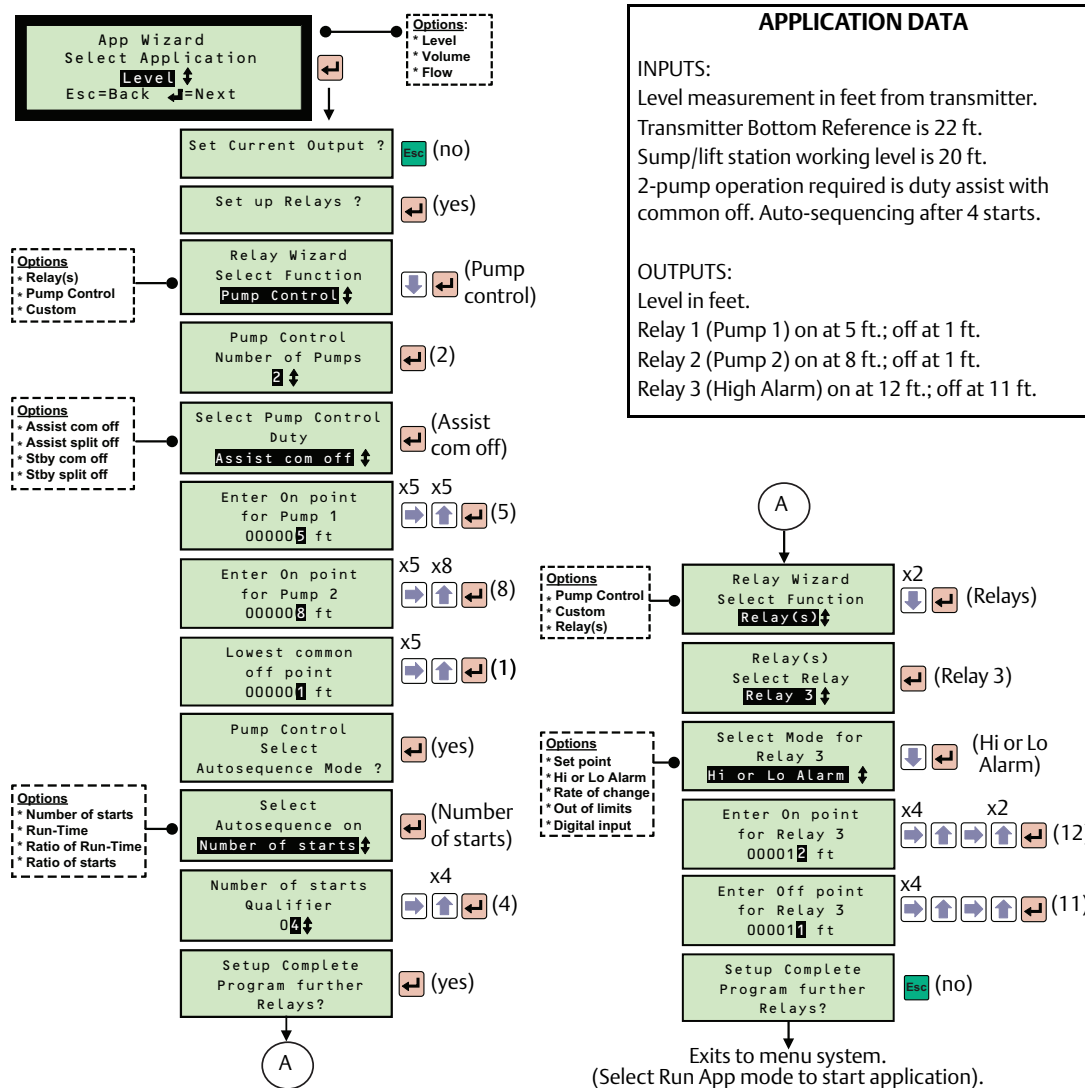 App Wizard
Select Application
Level
Esc=Back ↵=Next
Options:
* Level
* Volume
* Flow
Set Current Output ?
Esc (no)
Set up Relays ?
(yes)
Options
* Relay(s)
* Pump Control
* Custom
Relay Wizard
Select Function
Pump Control
(Pump
control)
Pump Control
Number of Pumps
2
(2)
Options
* Assist com off
* Assist split off
* Stby com off
* Stby split off
Select Pump Control
Duty
Assist com off
(Assist
com off)
Enter On point
for Pump 1
000005 ft
x5 x5
(5)
Enter On point
for Pump 2
000008 ft
x5 x8
(8)
Lowest common
off point
000001 ft
x5
(1)
Pump Control
Select
Autosequence Mode ?
(yes)
Options
* Number of starts
* Run-Time
* Ratio of Run-Time
* Ratio of starts
Select
Autosequence on
Number of starts
(Number
of starts)
Number of starts
Qualifier
04
x4
(4)
Setup Complete
Program further
Relays?
(yes)
A
APPLICATION DATA
INPUTS:
Level measurement in feet from transmitter.
Transmitter Bottom Reference is 22 ft.
Sump/lift station working level is 20 ft.
2-pump operation required is duty assist with
common off. Auto-sequencing after 4 starts.
OUTPUTS:
Level in feet.
Relay 1 (Pump 1) on at 5 ft.; off at 1 ft.
Relay 2 (Pump 2) on at 8 ft.; off at 1 ft.
Relay 3 (High Alarm) on at 12 ft.; off at 11 ft.
A
Options
* Pump Control
* Custom
* Relay(s)
Relay Wizard
Select Function
Relay(s)
x2
(Relays)
Relay(s)
Select Relay
Relay 3
(Relay 3)
Options
* Set point
* Hi or Lo Alarm
* Rate of change
* Out of limits
* Digital input
Select Mode for
Relay 3
Hi or Lo Alarm
(Hi or Lo
Alarm)
Enter On point
for Relay 3
000012 ft
x4 x2
(12)
Enter Off point
for Relay 3
000011 ft
x4
(11)
Setup Complete
Program further
Relays?
Esc (no)
Exits to menu system.
(Select Run App mode to start application).